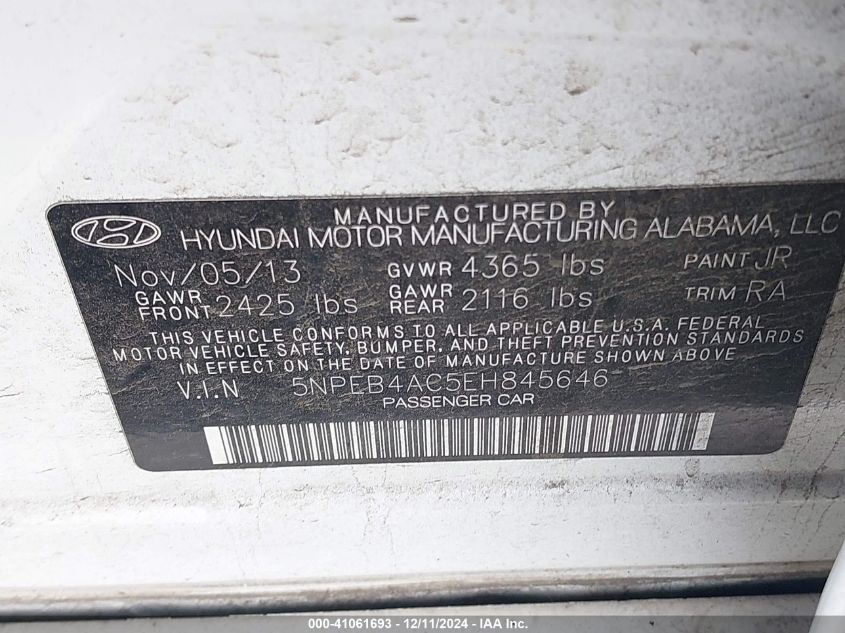 MANUFACTURED BY
HYUNDAI MOTOR MANUFACTURING ALABAMA, LLC
Nov/05/13 GVWR 4365 lbs PAINT JR
GAWR FRONT 2425 lbs GAWR REAR 2116 lbs TRIM RA
THIS VEHICLE CONFORMS TO ALL APPLICABLE U.S.A. FEDERAL
MOTOR VEHICLE SAFETY, BUMPER, AND THEFT PREVENTION STANDARDS
IN EFFECT ON THE DATE OF MANUFACTURE SHOWN ABOVE
V.I.N 5NPEB4AC5EH845646
PASSENGER CAR
000-41061693 - 12/11/2024 - IAA Inc.